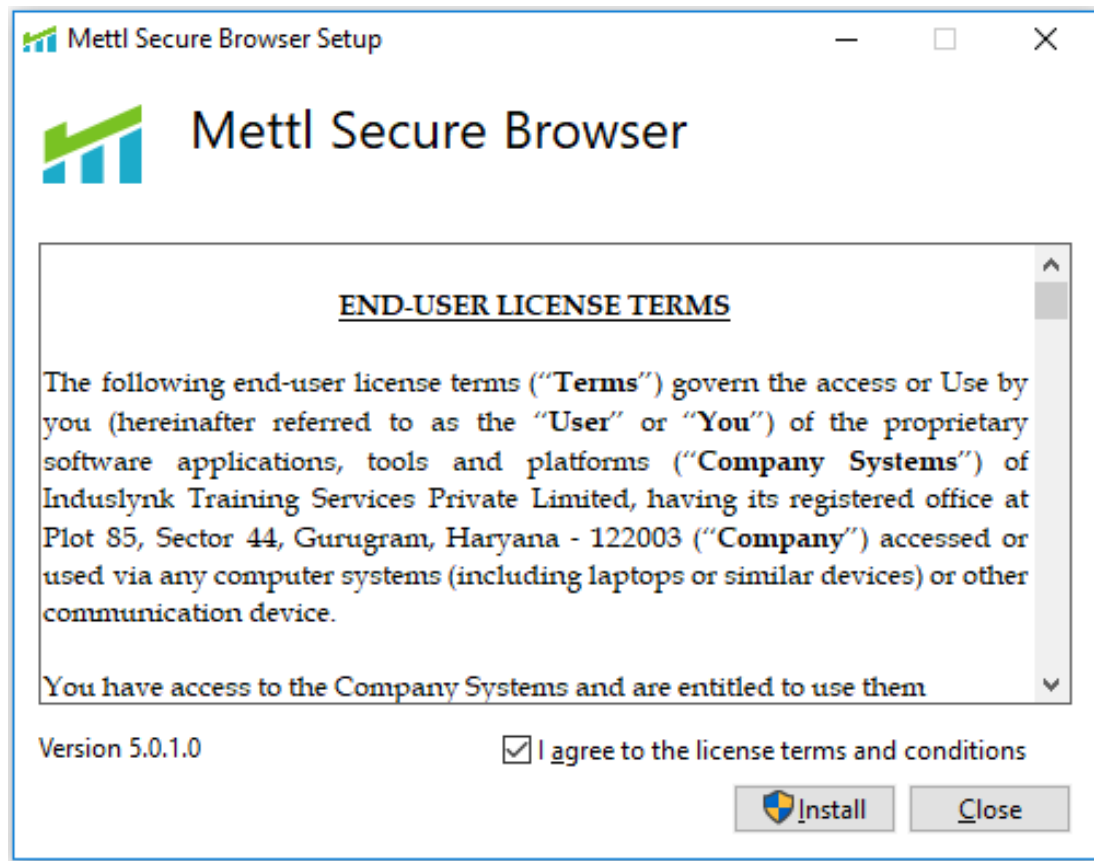 Mettl Secure Browser Setup
Mettl Secure Browser
END-USER LICENSE TERMS
The following end-user license terms (“Terms”) govern the access or Use by
you (hereinafter referred to as the “User” or “You”) of the proprietary
software applications, tools and platforms (“Company Systems”) of
Induslynk Training Services Private Limited, having its registered office at
Plot 85, Sector 44, Gurugram, Haryana - 122003 (“Company”) accessed or
used via any computer systems (including laptops or similar devices) or other
communication device.
You have access to the Company Systems and are entitled to use them
Version 5.0.1.0
I agree to the license terms and conditions
Install
Close